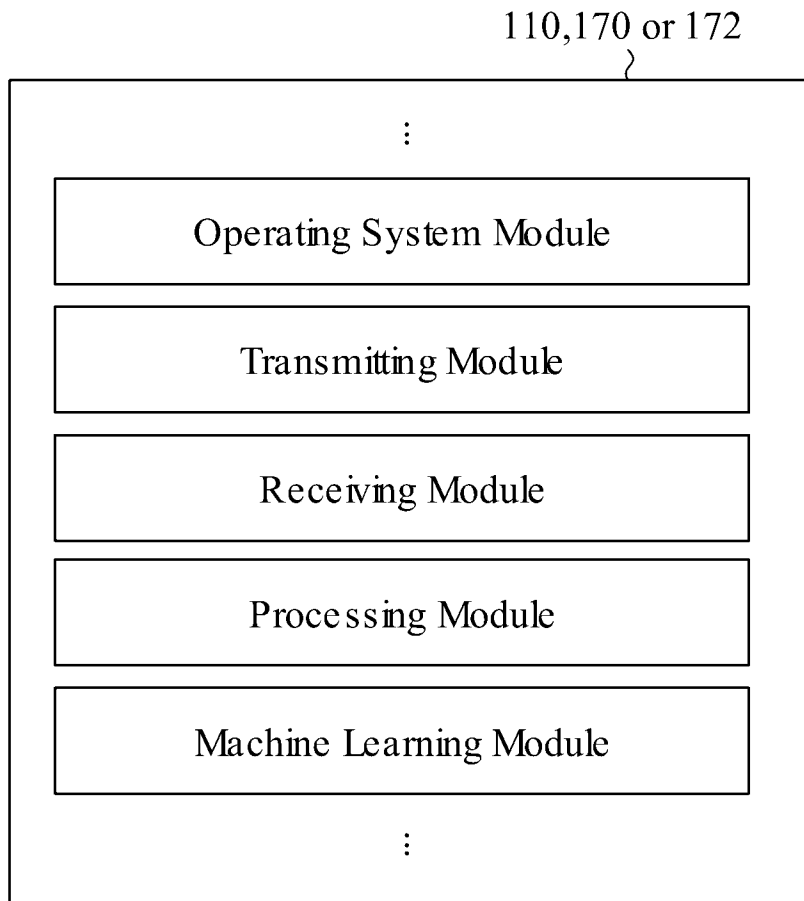 110,170 or 172
⋮
Operating System Module
Transmitting Module
Receiving Module
Processing Module
Machine Learning Module
⋮